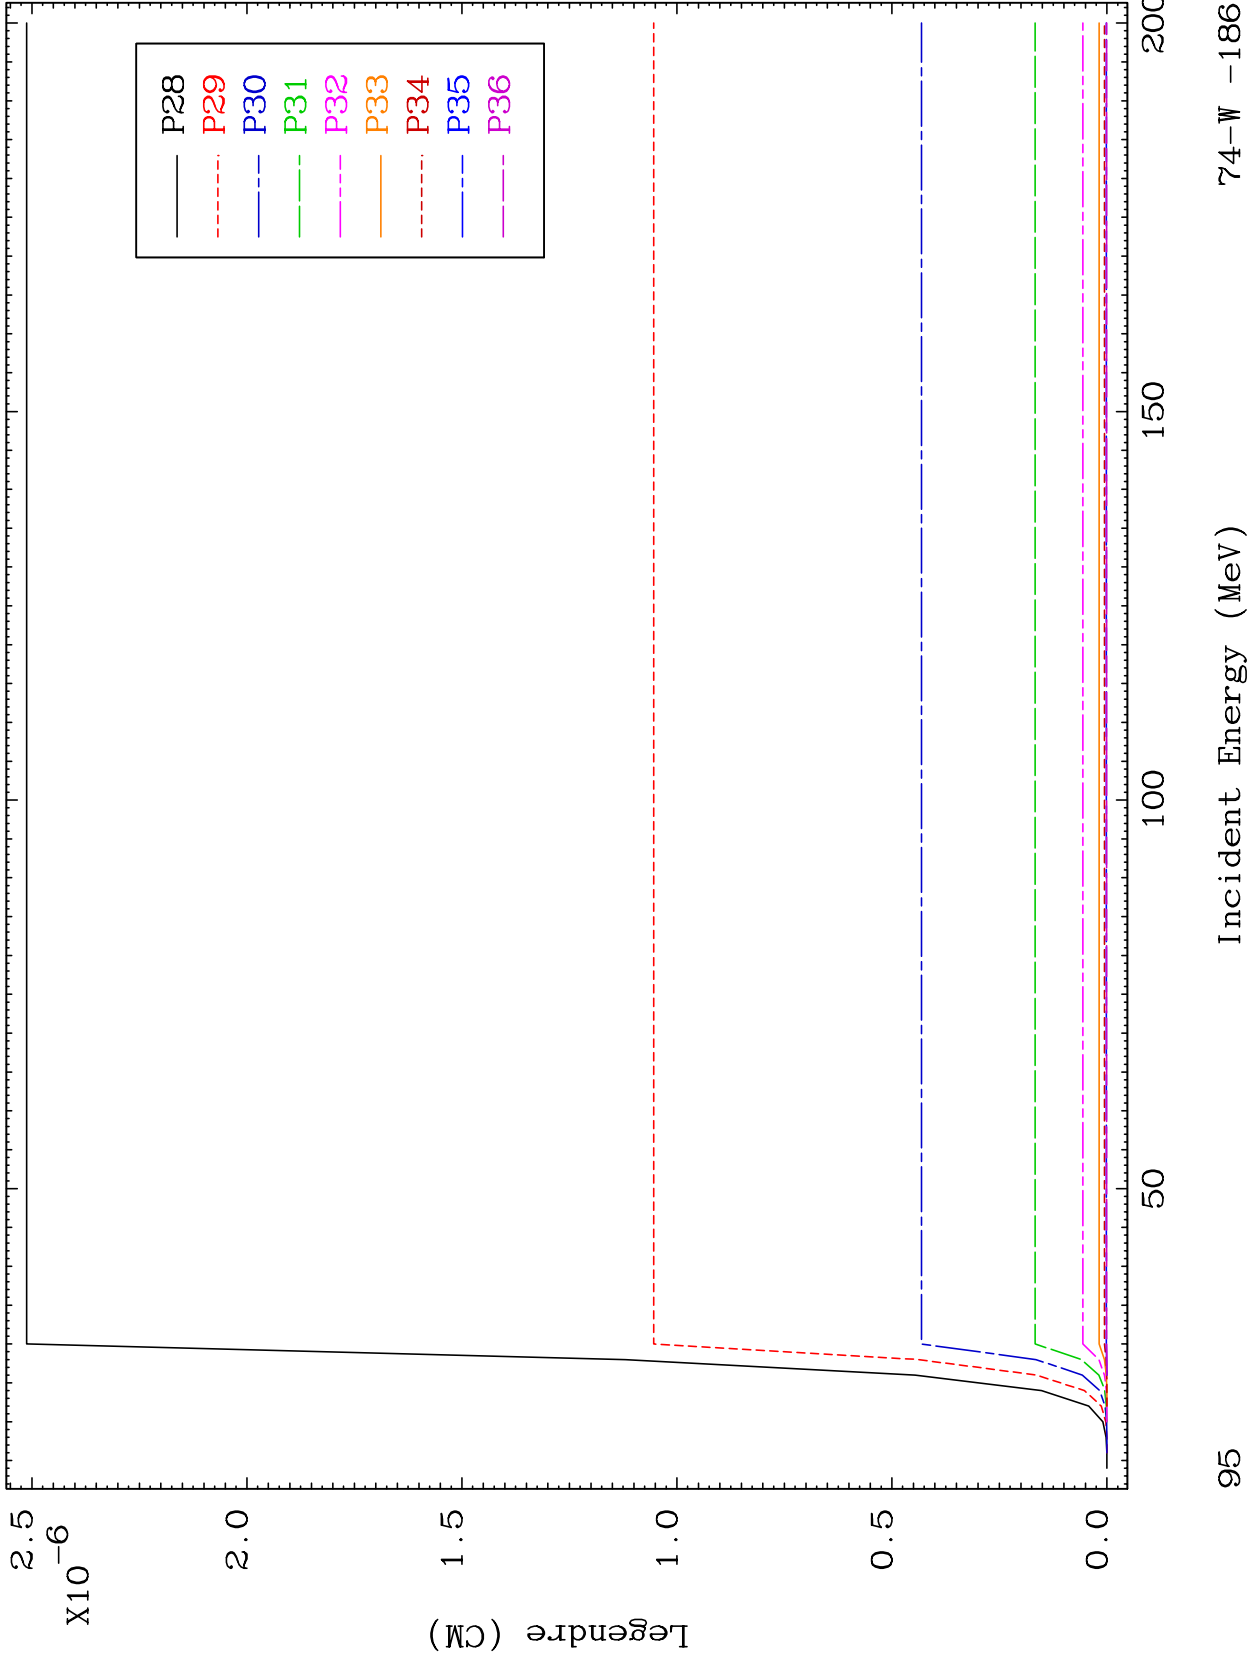 Legendre (CM)
X10-6
2.5
2.0
1.5
1.0
0.5
0.0
P28
P29
P30
P31
P32
P33
P34
P35
P36
50
100
150
200
95
Incident Energy (MeV)
74-W -186